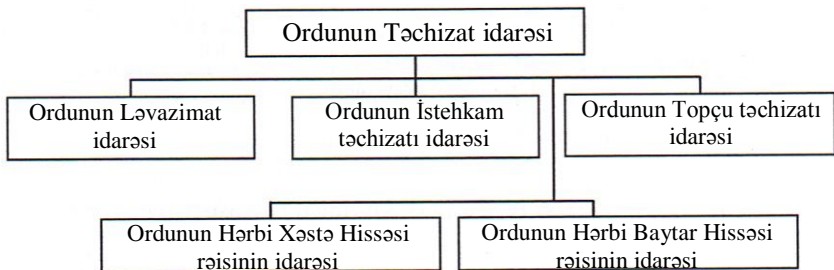 Ordunun Təchizat idarəsi
Ordunun Ləvazimat
idarəsi
Ordunun İstehkam
təchizatı idarəsi
Ordunun Topçu təchizatı
idarəsi
Ordunun Hərbi Xəstə Hissəsi
rəisinin idarəsi
Ordunun Hərbi Baytar Hissəsi
rəisinin idarəsi